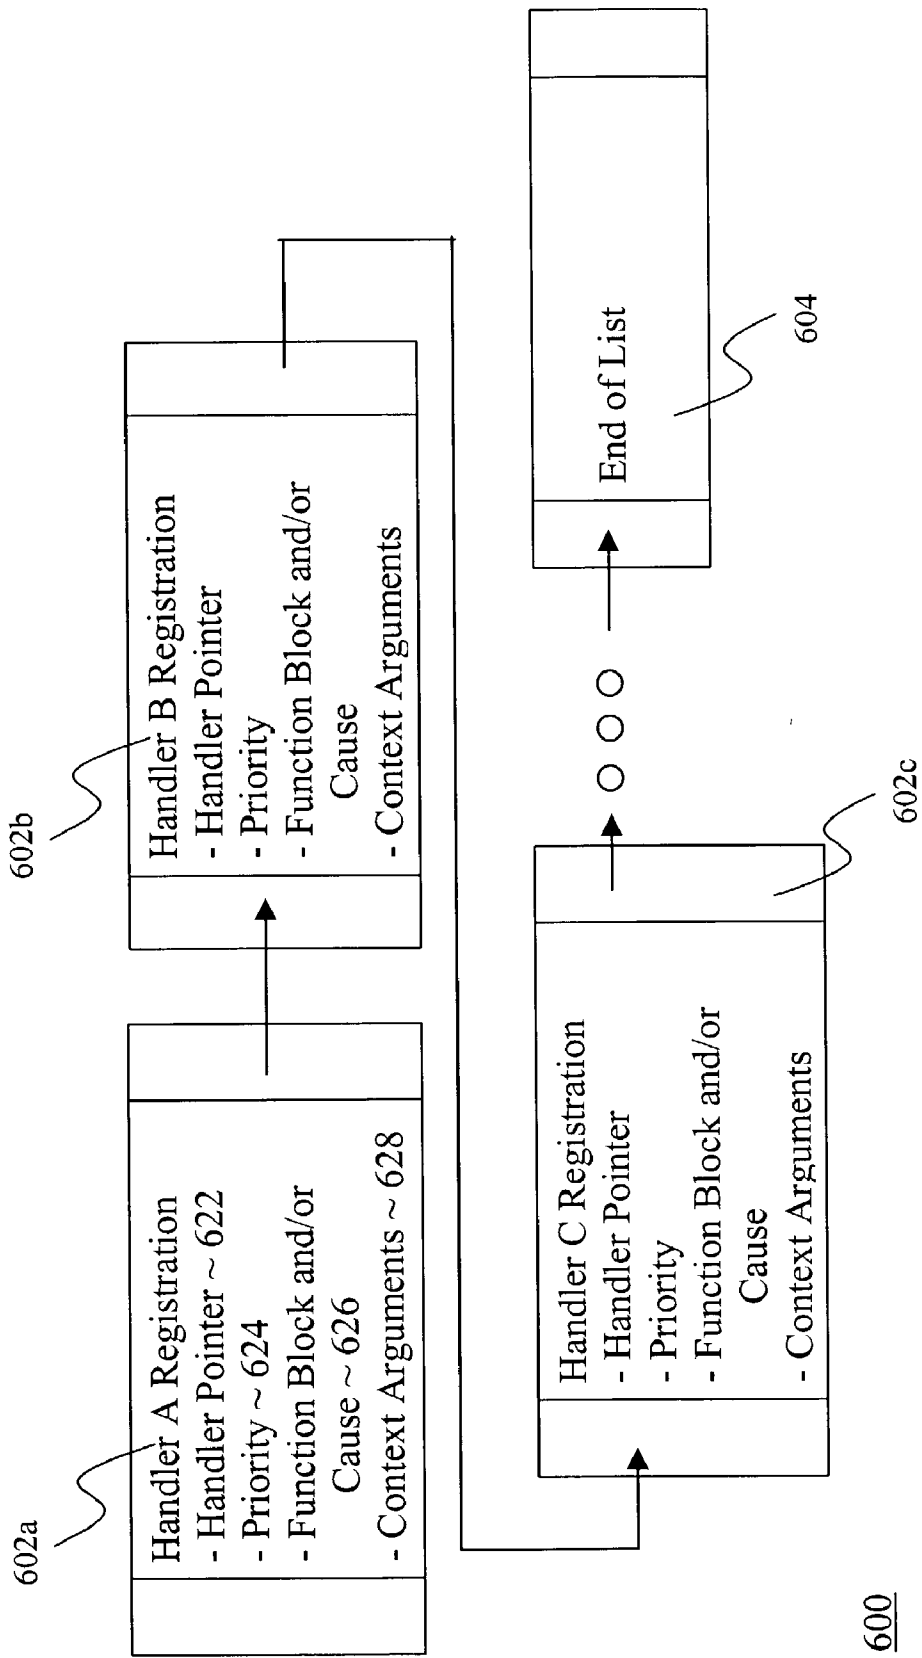 602a
Handler A Registration
- Handler Pointer ~ 622
- Priority ~ 624
- Function Block and/or
Cause ~ 626
- Context Arguments ~ 628
602b
Handler B Registration
- Handler Pointer
- Priority
- Function Block and/or
Cause
- Context Arguments
Handler C Registration
- Handler Pointer
- Priority
- Function Block and/or
Cause
- Context Arguments
602c
End of List
604
600